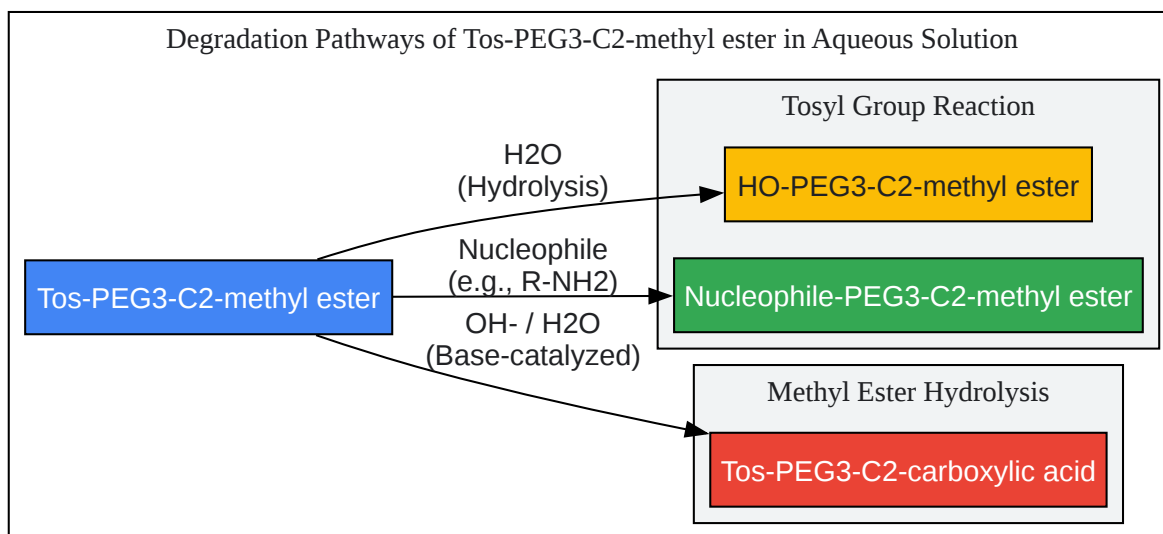 Degradation Pathways of Tos-PEG3-C2-methyl ester in Aqueous Solution
Tosyl Group Reaction
H2O
(Hydrolysis)
HO-PEG3-C2-methyl ester
Tos-PEG3-C2-methyl ester
Nucleophile
(e.g., R-NH2)
Nucleophile-PEG3-C2-methyl ester
OH- / H2O
(Base-catalyzed)
Methyl Ester Hydrolysis
Tos-PEG3-C2-carboxylic acid